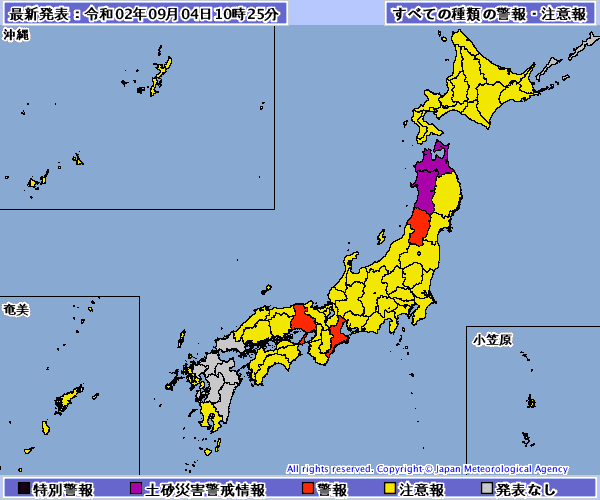 最新発表：令和02年09月04日10時25分
すべての種類の警報・注意報
沖縄
奄美
小笠原
All rights reserved. Copyright © Japan Meteorological Agency
特別警報 土砂災害警戒情報 警報 注意報 発表なし